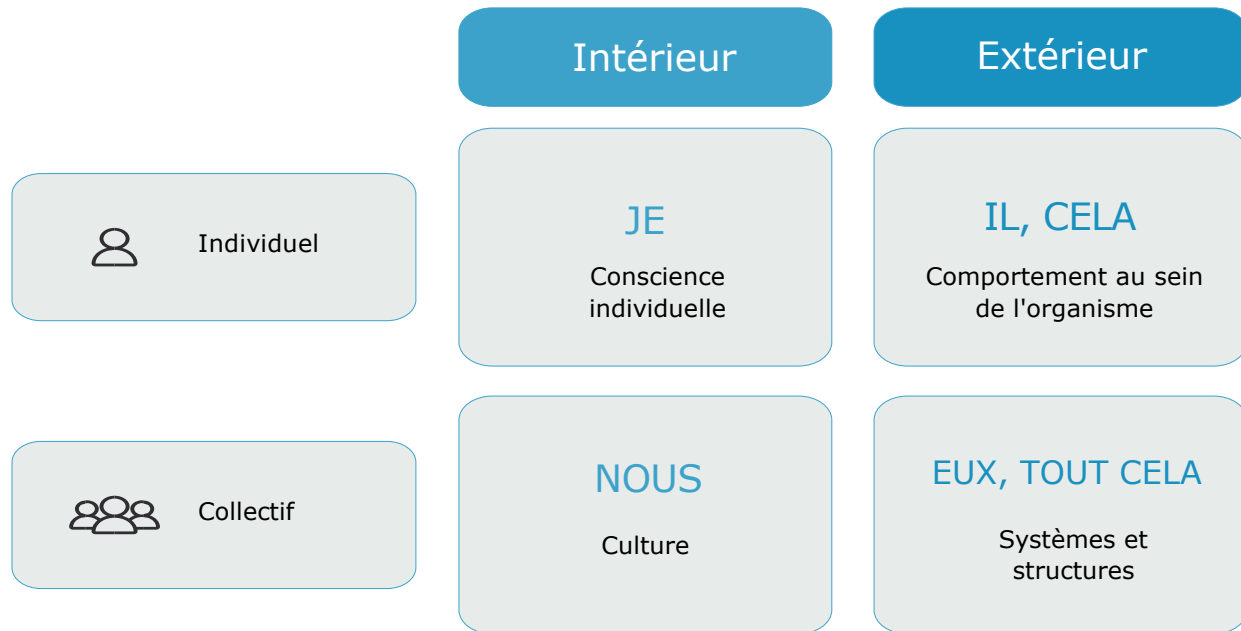 Intérieur
Extérieur
Individuel
JE
Conscience
individuelle
IL, CELA
Comportement au sein
de l'organisme
Collectif
NOUS
Culture
EUX, TOUT CELA
Systèmes et
structures